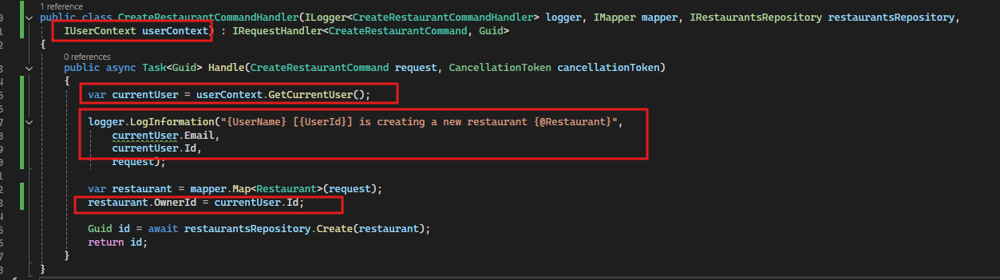 1 reference
public class CreateRestaurantCommandHandler(ILogger<CreateRestaurantCommandHandler> logger, IMapper mapper, IRestaurantsRepository restaurantsRepository,
IUserContext userContext) : IRequestHandler<CreateRestaurantCommand, Guid>
{
0 references
public async Task<Guid> Handle(CreateRestaurantCommand request, CancellationToken cancellationToken)
{
var currentUser = userContext.GetCurrentUser();
logger.LogInformation("{UserName} [{UserId}] is creating a new restaurant {@Restaurant}",
currentUser.Email,
currentUser.Id,
request);
var restaurant = mapper.Map<Restaurant>(request);
restaurant.OwnerId = currentUser.Id;
Guid id = await restaurantsRepository.Create(restaurant);
return id;
}
}